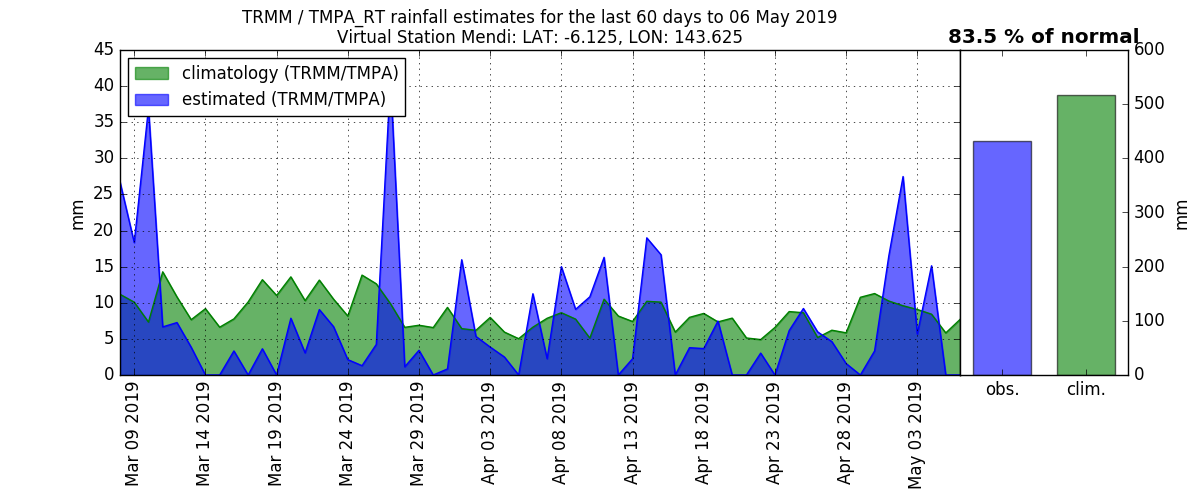 TRMM / TMPA_RT rainfall estimates for the last 60 days to 06 May 2019
Virtual Station Mendi: LAT: -6.125, LON: 143.625
83.5 % of normal
climatology (TRMM/TMPA)
estimated (TRMM/TMPA)
45
40
35
30
25
20
15
10
5
0
mm
Mar 09 2019
Mar 14 2019
Mar 19 2019
Mar 24 2019
Mar 29 2019
Apr 03 2019
Apr 08 2019
Apr 13 2019
Apr 18 2019
Apr 23 2019
Apr 28 2019
May 03 2019
obs.
clim.
600
500
400
300
200
100
0
mm